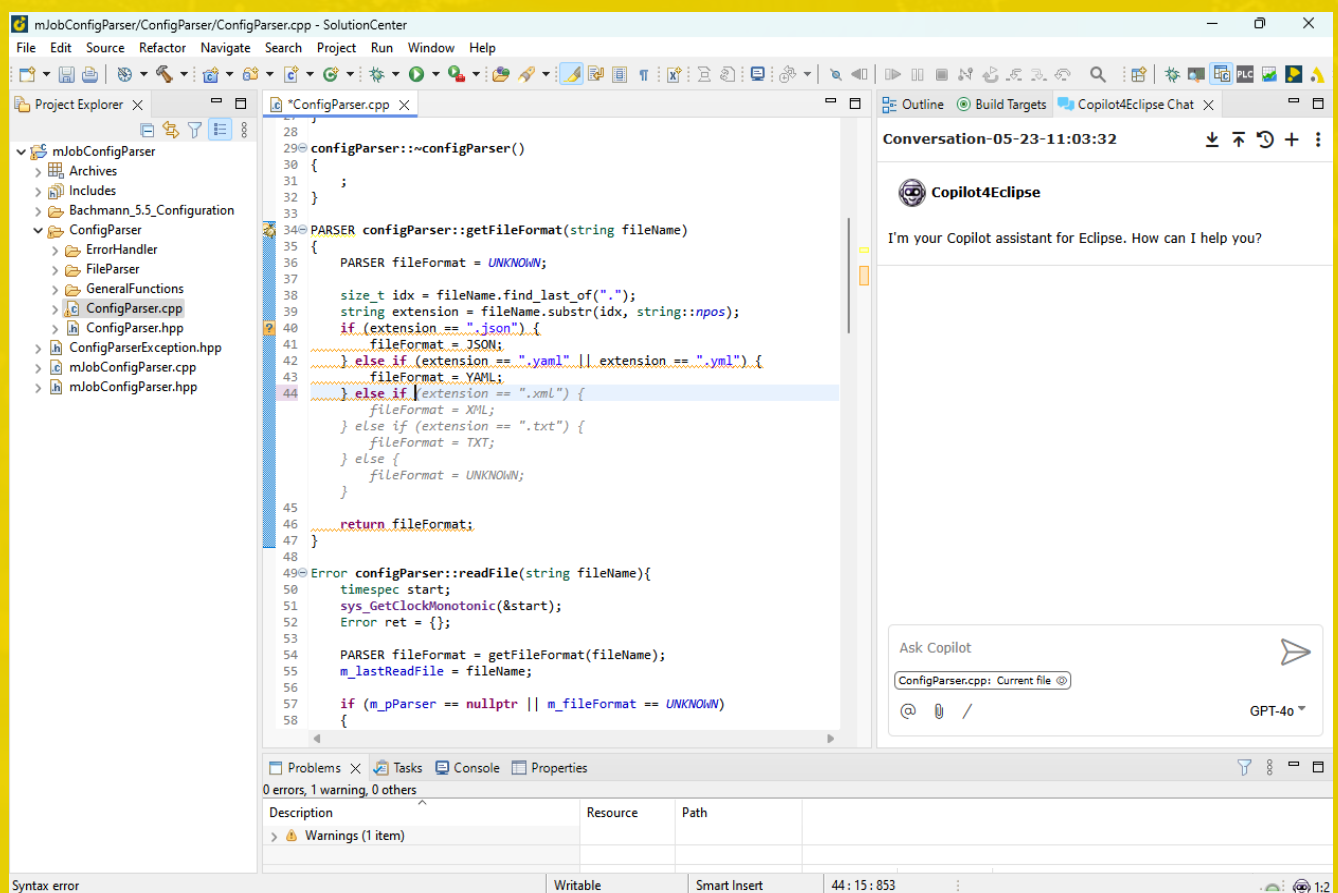 mJobConfigParser/ConfigParser/ConfigParser.cpp - SolutionCenter
File Edit Source Refactor Navigate Search Project Run Window Help
PLC
Project Explorer
mJobConfigParser
Archives
Includes
Bachmann_5.5_Configuration
ConfigParser
ErrorHandler
FileParser
GeneralFunctions
ConfigParser.cpp
ConfigParser.hpp
ConfigParserException.hpp
mJobConfigParser.cpp
mJobConfigParser.hpp
*ConfigParser.cpp
27 }
28
29 configParser::~configParser()
30 {
31 ;
32 }
33
34 PARSER configParser::getFileFormat(string fileName)
35 {
36 PARSER fileFormat = UNKNOWN;
37
38 size_t idx = fileName.find_last_of(".");
39 string extension = fileName.substr(idx, string::npos);
40 if (extension == ".json") {
41 fileFormat = JSON;
42 } else if (extension == ".yaml" || extension == ".yml") {
43 fileFormat = YAML;
44 } else if (extension == ".xml") {
fileFormat = XML;
} else if (extension == ".txt") {
fileFormat = TXT;
} else {
fileFormat = UNKNOWN;
}
45
46 return fileFormat;
47 }
48
49 Error configParser::readFile(string fileName){
50 timespec start;
51 sys_GetClockMonotonic(&start);
52 Error ret = {};
53
54 PARSER fileFormat = getFileFormat(fileName);
55 m_lastReadFile = fileName;
56
57 if (m_pParser == nullptr || m_fileFormat == UNKNOWN)
58 {
Outline Build Targets Copilot4Eclipse Chat
Conversation-05-23-11:03:32
Copilot4Eclipse
I'm your Copilot assistant for Eclipse. How can I help you?
Ask Copilot
ConfigParser.cpp: Current file
GPT-4o
Problems Tasks Console Properties
0 errors, 1 warning, 0 others
Description Resource Path
Warnings (1 item)
Syntax error Writable Smart Insert 44 : 15 : 853 1:2